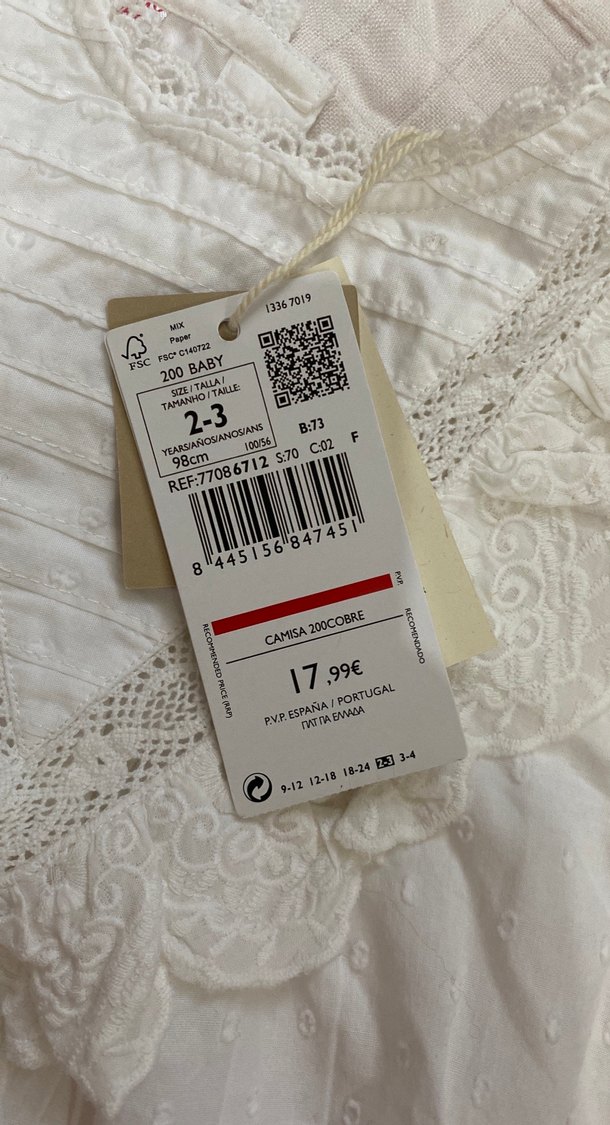 1336 7019
MIX
Paper
FSC® C140722
FSC
200 BABY
SIZE / TALLA /
TAMANHO / TAILLE:
2-3
YEARS/AÑOS/ANOS/ANS
98cm 100/56
B:73
REF:77086712 S:70 C:02 F
8 445156 847451
P.V.P.
RECOMENDADO
RECOMMENDED PRICE (RRP)
CAMISA 200COBRE
17,99€
P.V.P. ESPAÑA / PORTUGAL
ΠΛΤ ΓΙΑ ΕΛΛΑΔΑ
9-12 12-18 18-24 2-3 3-4